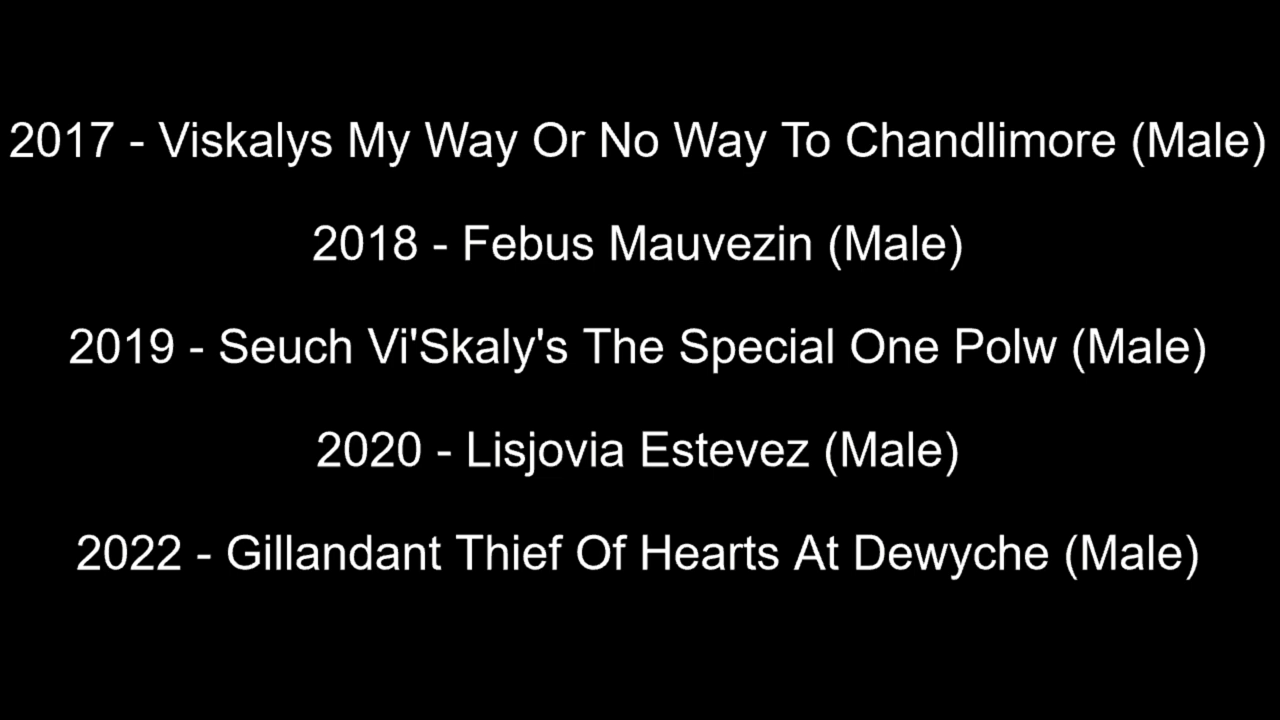 2017 - Viskalys My Way Or No Way To Chandlimore (Male)
2018 - Febus Mauvezin (Male)
2019 - Seuch Vi'Skaly's The Special One Polw (Male)
2020 - Lisjovia Estevez (Male)
2022 - Gillandant Thief Of Hearts At Dewyche (Male)